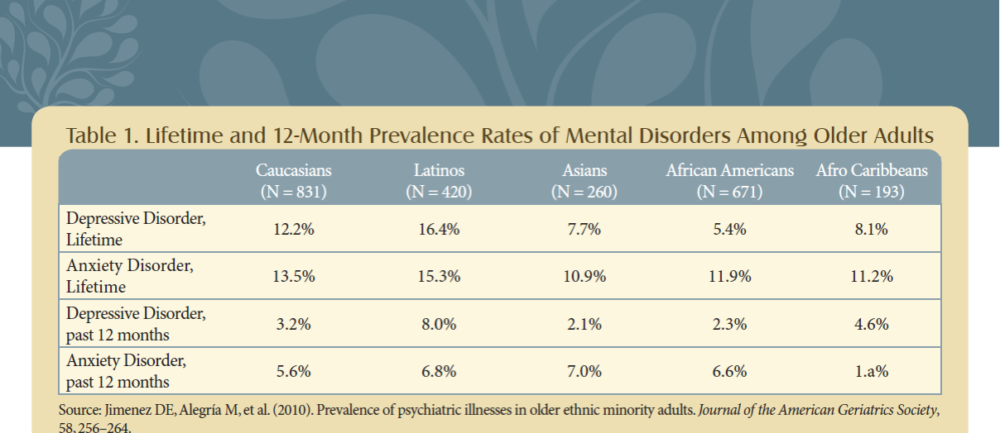 Table 1. Lifetime and 12-Month Prevalence Rates of Mental Disorders Among Older Adults
Caucasians Latinos Asians African Americans Afro Caribbeans
(N = 831) (N = 420) (N = 260) (N = 671) (N = 193)
Depressive Disorder,
Lifetime 12.2% 16.4% 7.7% 5.4% 8.1%
Anxiety Disorder,
Lifetime 13.5% 15.3% 10.9% 11.9% 11.2%
Depressive Disorder,
past 12 months 3.2% 8.0% 2.1% 2.3% 4.6%
Anxiety Disorder,
past 12 months 5.6% 6.8% 7.0% 6.6% 1.a%
Source: Jimenez DE, Alegría M, et al. (2010). Prevalence of psychiatric illnesses in older ethnic minority adults. Journal of the American Geriatrics Society,
58, 256–264.